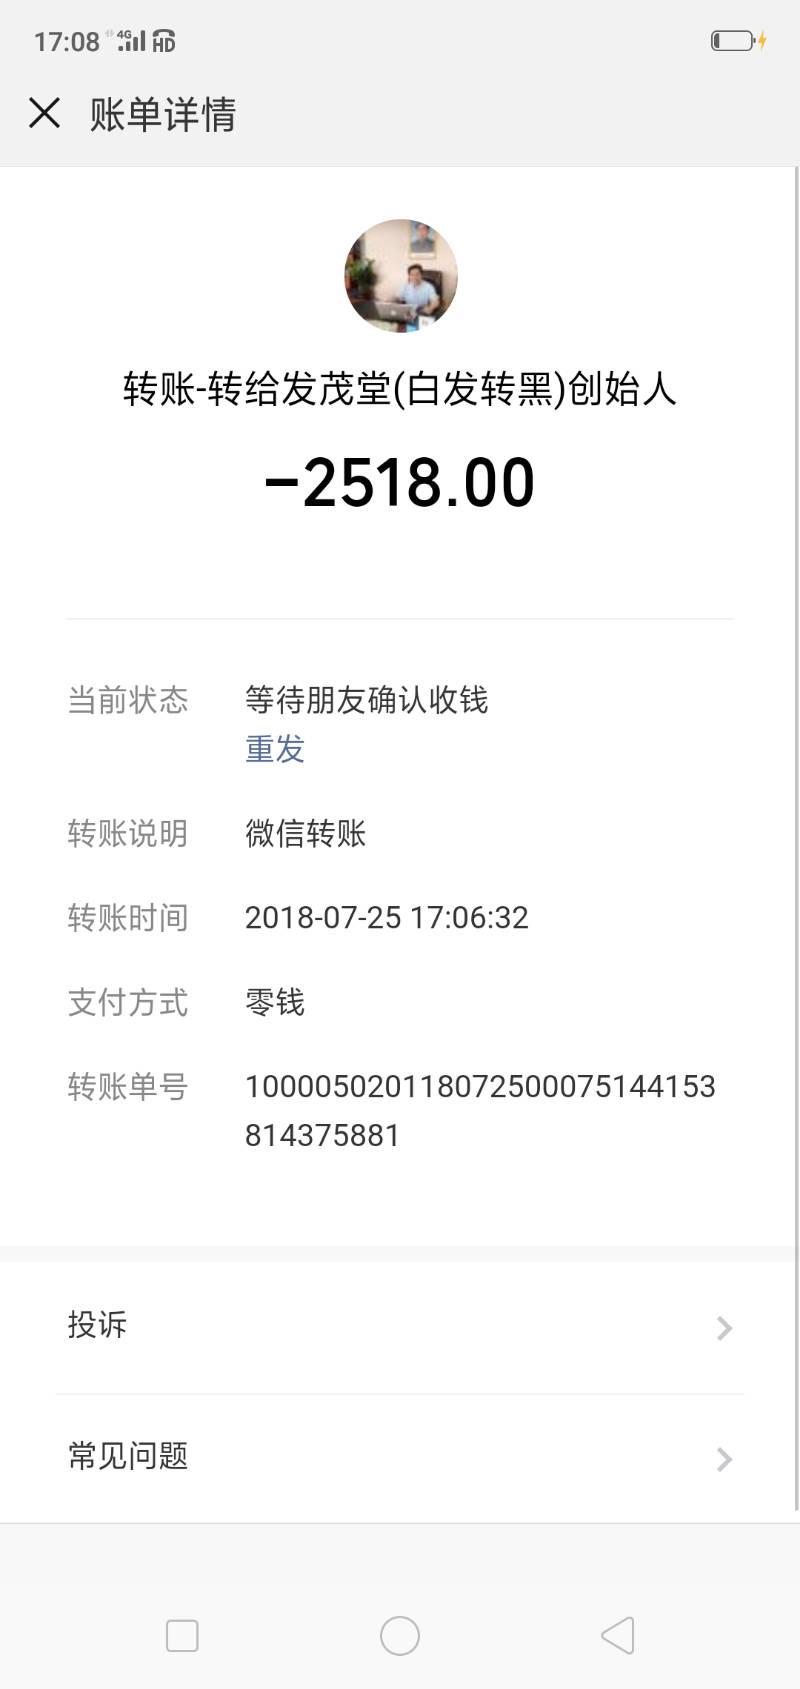 17:08 4G HD
账单详情
转账-转给发茂堂(白发转黑)创始人
-2518.00
当前状态 等待朋友确认收钱
重发
转账说明 微信转账
转账时间 2018-07-25 17:06:32
支付方式 零钱
转账单号 100005020118072500075144153
814375881
投诉
常见问题